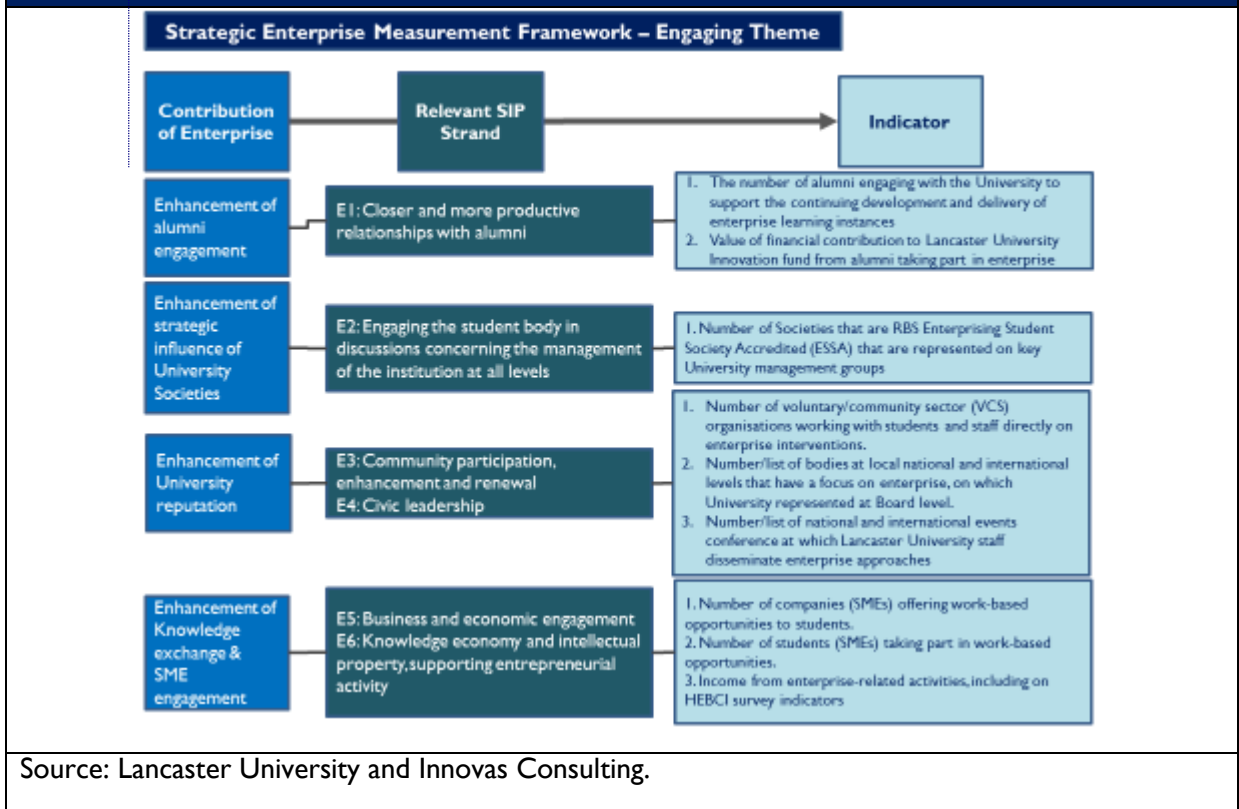 Strategic Enterprise Measurement Framework – Engaging Theme
Contribution
of Enterprise
Relevant SIP
Strand
Indicator
Enhancement of
alumni
engagement
E1: Closer and more productive
relationships with alumni
1. The number of alumni engaging with the University to
support the continuing development and delivery of
enterprise learning instances
2. Value of financial contribution to Lancaster University
Innovation fund from alumni taking part in enterprise
Enhancement of
strategic
influence of
University
Societies
E2: Engaging the student body in
discussions concerning the management
of the institution at all levels
1. Number of Societies that are RBS Enterprising Student
Society Accredited (ESSA) that are represented on key
University management groups
Enhancement of
University
reputation
E3: Community participation,
enhancement and renewal
E4: Civic leadership
1. Number of voluntary/community sector (VCS)
organisations working with students and staff directly on
enterprise interventions.
2. Number/list of bodies at local national and international
levels that have a focus on enterprise, on which
University represented at Board level.
3. Number/list of national and international events
conference at which Lancaster University staff
disseminate enterprise approaches
Enhancement of
Knowledge
exchange &
SME
engagement
E5: Business and economic engagement
E6: Knowledge economy and intellectual
property, supporting entrepreneurial
activity
1. Number of companies (SMEs) offering work-based
opportunities to students.
2. Number of students (SMEs) taking part in work-based
opportunities.
3. Income from enterprise-related activities, including on
HEBCI survey indicators
Source: Lancaster University and Innovas Consulting.